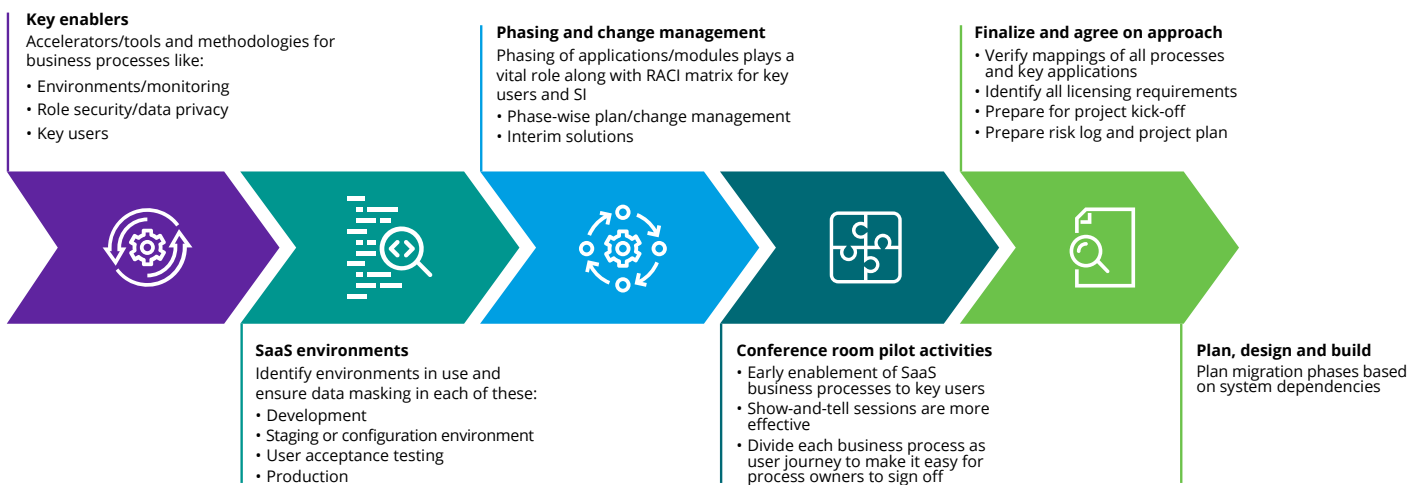 Key enablers
Accelerators/tools and methodologies for
business processes like:
• Environments/monitoring
• Role security/data privacy
• Key users
Phasing and change management
Phasing of applications/modules plays a
vital role along with RACI matrix for key
users and SI
• Phase-wise plan/change management
• Interim solutions
Finalize and agree on approach
• Verify mappings of all processes
and key applications
• Identify all licensing requirements
• Prepare for project kick-off
• Prepare risk log and project plan
SaaS environments
Identify environments in use and
ensure data masking in each of these:
• Development
• Staging or configuration environment
• User acceptance testing
• Production
Conference room pilot activities
• Early enablement of SaaS
business processes to key users
• Show-and-tell sessions are more
effective
• Divide each business process as
user journey to make it easy for
process owners to sign off
Plan, design and build
Plan migration phases based
on system dependencies